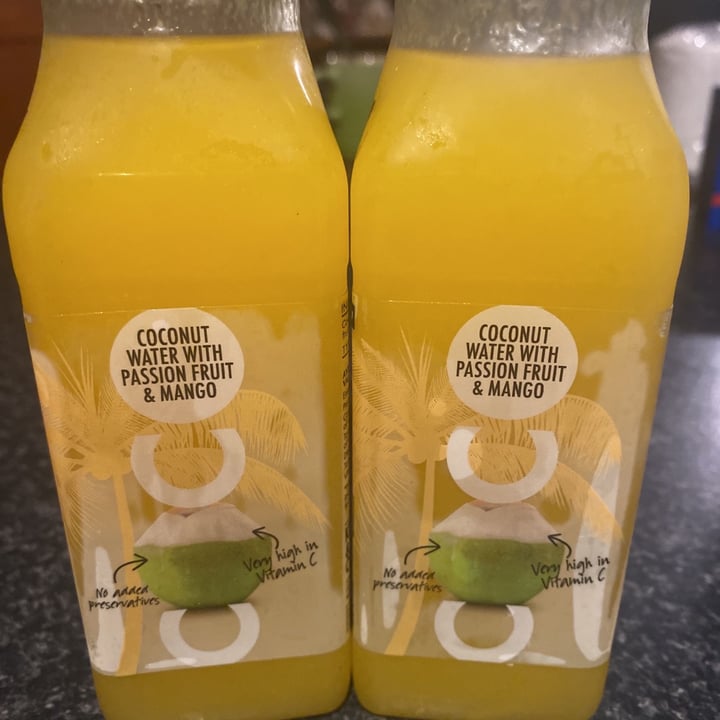 COCONUT
WATER WITH
PASSION FRUIT
& MANGO
No added
preservatives
Very high in
Vitamin C
COCONUT
WATER WITH
PASSION FRUIT
& MANGO
No added
preservatives
Very high in
Vitamin C